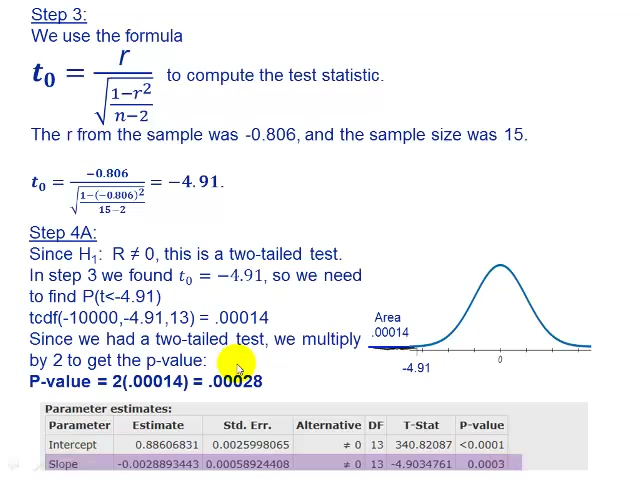 Step 3:
We use the formula
t₀ = r / √((1−r²)/(n−2)) to compute the test statistic.
The r from the sample was -0.806, and the sample size was 15.
t₀ = −0.806 / √((1−(−0.806)²)/(15−2)) = −4.91.
Step 4A:
Since H₁: R ≠ 0, this is a two-tailed test.
In step 3 we found t₀ = −4.91, so we need
to find P(t<-4.91)
tcdf(-10000,-4.91,13) = .00014
Since we had a two-tailed test, we multiply
by 2 to get the p-value:
P-value = 2(.00014) = .00028
Area
.00014
-4.91
0
Parameter estimates:
Parameter Estimate Std. Err. Alternative DF T-Stat P-value
Intercept 0.88606831 0.0025998065 ≠ 0 13 340.82087 <0.0001
Slope -0.0028893443 0.00058924408 ≠ 0 13 -4.9034761 0.0003